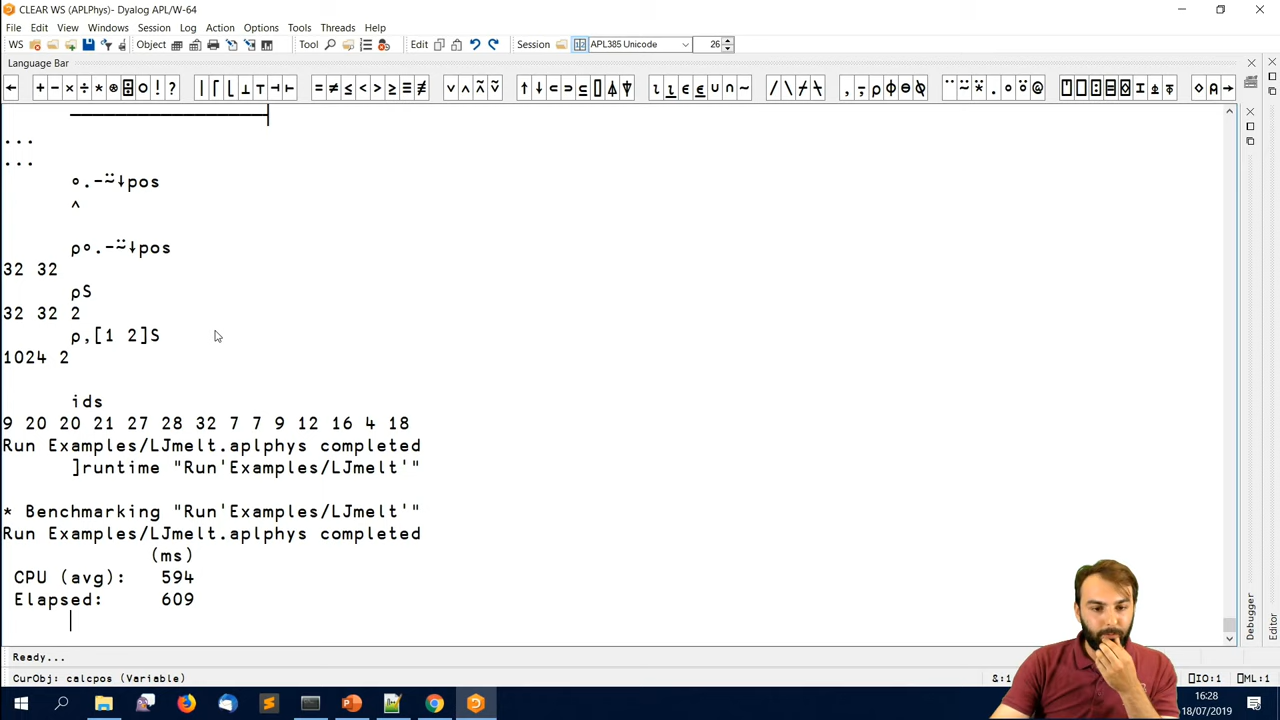 CLEAR WS (APLPhys) - Dyalog APL/W-64
File Edit View Windows Session Log Action Options Tools Threads Help
WS Object Tool Edit Session APL385 Unicode 26
Language Bar
← + - × ÷ * ⍟ ⌹ ○ ! ? | ⌈ ⌊ ⊥ ⊤ ⊣ ⊢ = ≠ ≤ < > ≥ ≡ ≢ ∨ ∧ ⍲ ⍱ ↑ ↓ ⊂ ⊃ ⊆ ⌷ ⍋ ⍒ ⍳ ⍸ ∊ ⍷ ∪ ∩ ~ / \ ⌿ ⍀ , ⍪ ⍴ ⌽ ⊖ ⍉ ¨ ⍨ ⍣ . ∘ ⍤ @ ⍞ ⎕ ⍠ ⌸ ⌺ ⌶ ⍎ ⍕ ⋄ ⍝ →
...
...
∘.-⍨¨↓pos
^
⍴∘.-⍨¨↓pos
32 32
⍴S
32 32 2
⍴,[1 2]S
1024 2
ids
9 20 20 21 27 28 32 7 7 9 12 16 4 18
Run Examples/LJmelt.aplphys completed
]runtime "Run'Examples/LJmelt'"
* Benchmarking "Run'Examples/LJmelt'"
Run Examples/LJmelt.aplphys completed
(ms)
CPU (avg): 594
Elapsed: 609
Debugger
Editor
Ready...
CurObj: calcpos (Variable)
&:1
⎕IO:1
⎕ML:1
16:28
18/07/2019